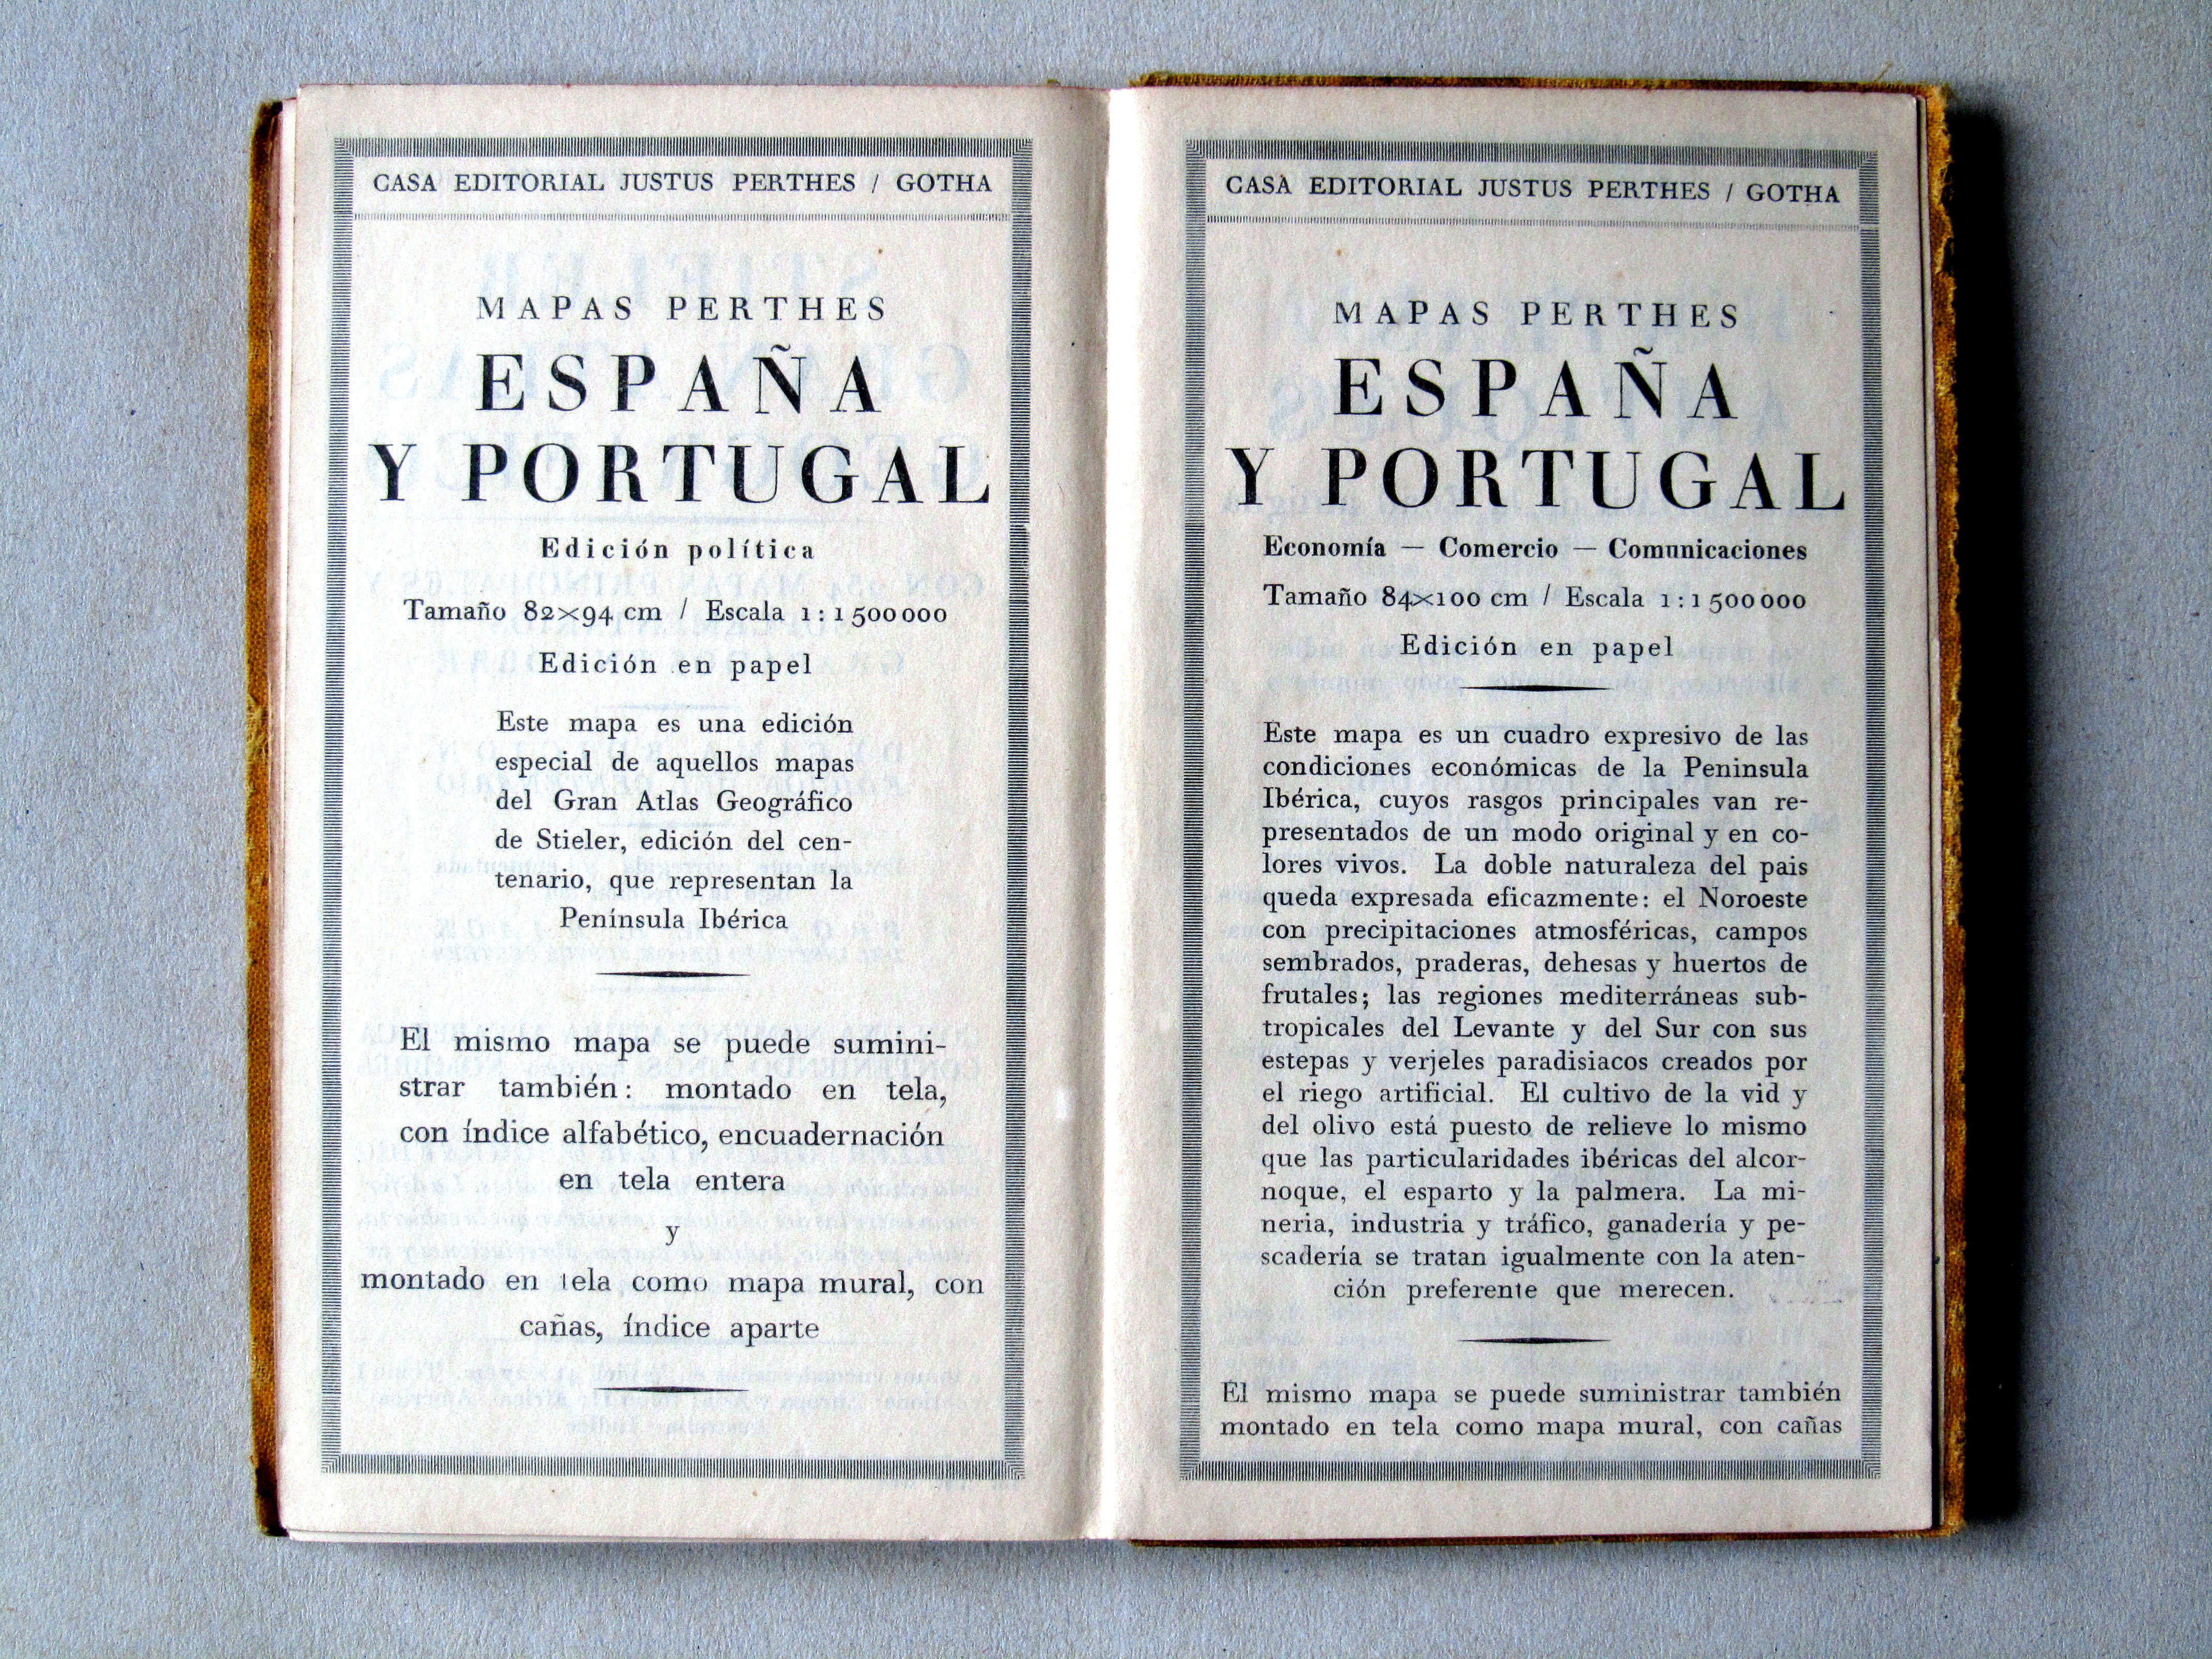 CASA EDITORIAL JUSTUS PERTHES / GOTHA
MAPAS PERTHES
ESPAÑA
Y PORTUGAL
Edición política
Tamaño 82×94 cm / Escala 1:1 500 000
Edición en papel
Este mapa es una edición
especial de aquellos mapas
del Gran Atlas Geográfico
de Stieler, edición del cen-
tenario, que representan la
Península Ibérica
El mismo mapa se puede sumini-
strar también: montado en tela,
con índice alfabético, encuadernación
en tela entera
y
montado en tela como mapa mural, con
cañas, índice aparte
CASA EDITORIAL JUSTUS PERTHES / GOTHA
MAPAS PERTHES
ESPAÑA
Y PORTUGAL
Economía — Comercio — Comunicaciones
Tamaño 84×100 cm / Escala 1:1 500 000
Edición en papel
Este mapa es un cuadro expresivo de las
condiciones económicas de la Peninsula
Ibérica, cuyos rasgos principales van re-
presentados de un modo original y en co-
lores vivos. La doble naturaleza del pais
queda expresada eficazmente: el Noroeste
con precipitaciones atmosféricas, campos
sembrados, praderas, dehesas y huertos de
frutales; las regiones mediterráneas sub-
tropicales del Levante y del Sur con sus
estepas y verjeles paradisiacos creados por
el riego artificial. El cultivo de la vid y
del olivo está puesto de relieve lo mismo
que las particularidades ibéricas del alcor-
noque, el esparto y la palmera. La mi-
neria, industria y tráfico, ganadería y pe-
scadería se tratan igualmente con la aten-
ción preferente que merecen.
El mismo mapa se puede suministrar también
montado en tela como mapa mural, con cañas